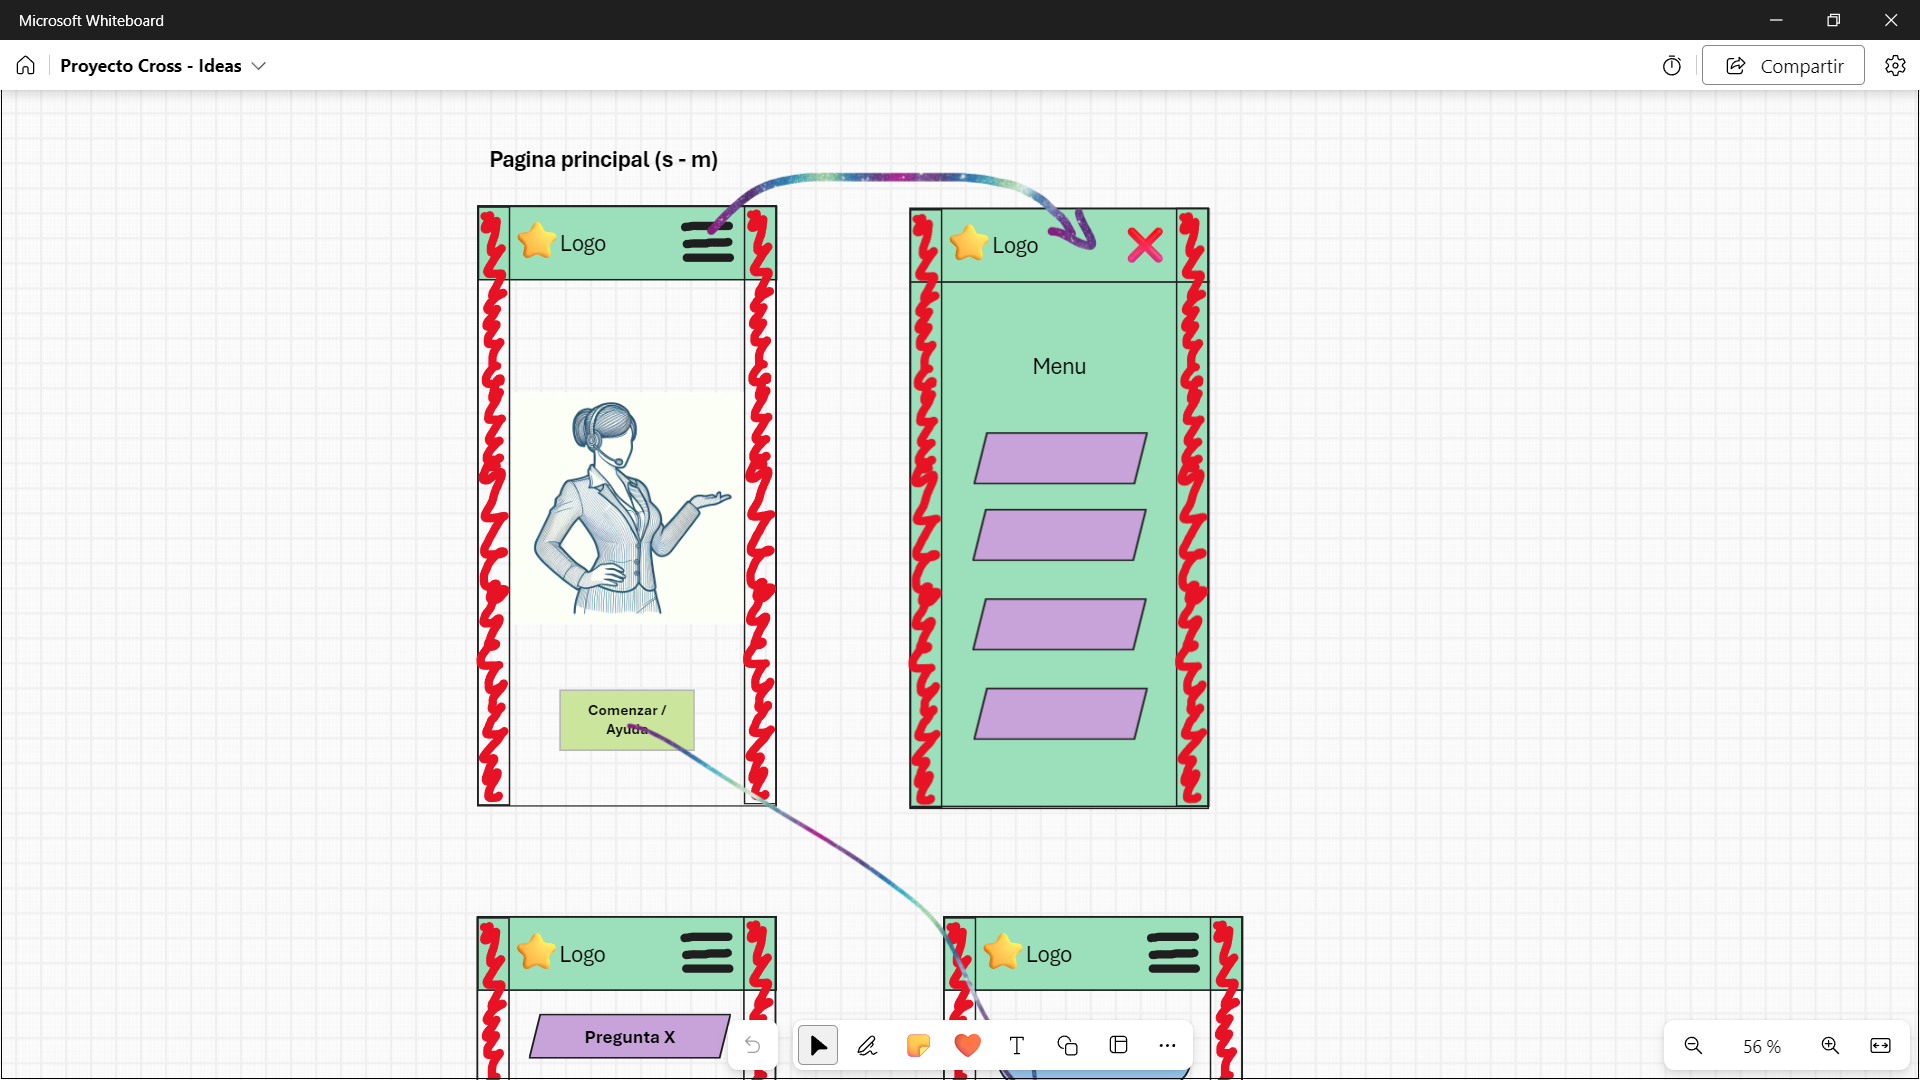 Microsoft Whiteboard
Proyecto Cross - Ideas
Compartir
Pagina principal (s - m)
Logo
Logo
Menu
Comenzar /
Ayuda
Logo
Logo
Pregunta X
56 %